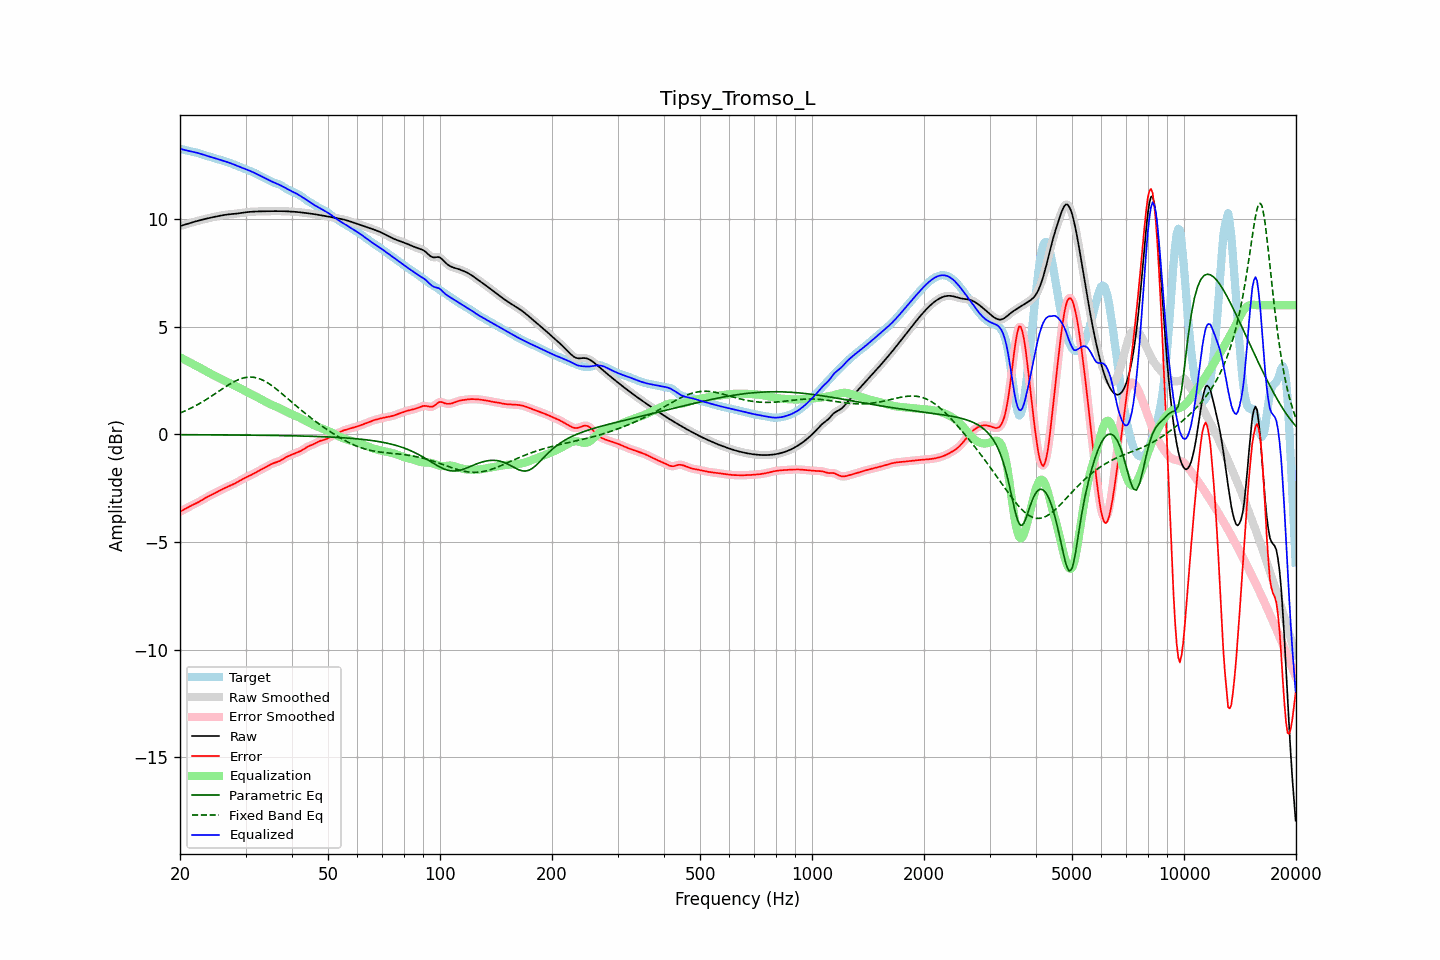 Tipsy_Tromso_L
Amplitude (dBr)
10
5
0
−5
−10
−15
Target
Raw Smoothed
Error Smoothed
Raw
Error
Equalization
Parametric Eq
Fixed Band Eq
Equalized
20 50 100 200 500 1000 2000 5000 10000 20000
Frequency (Hz)